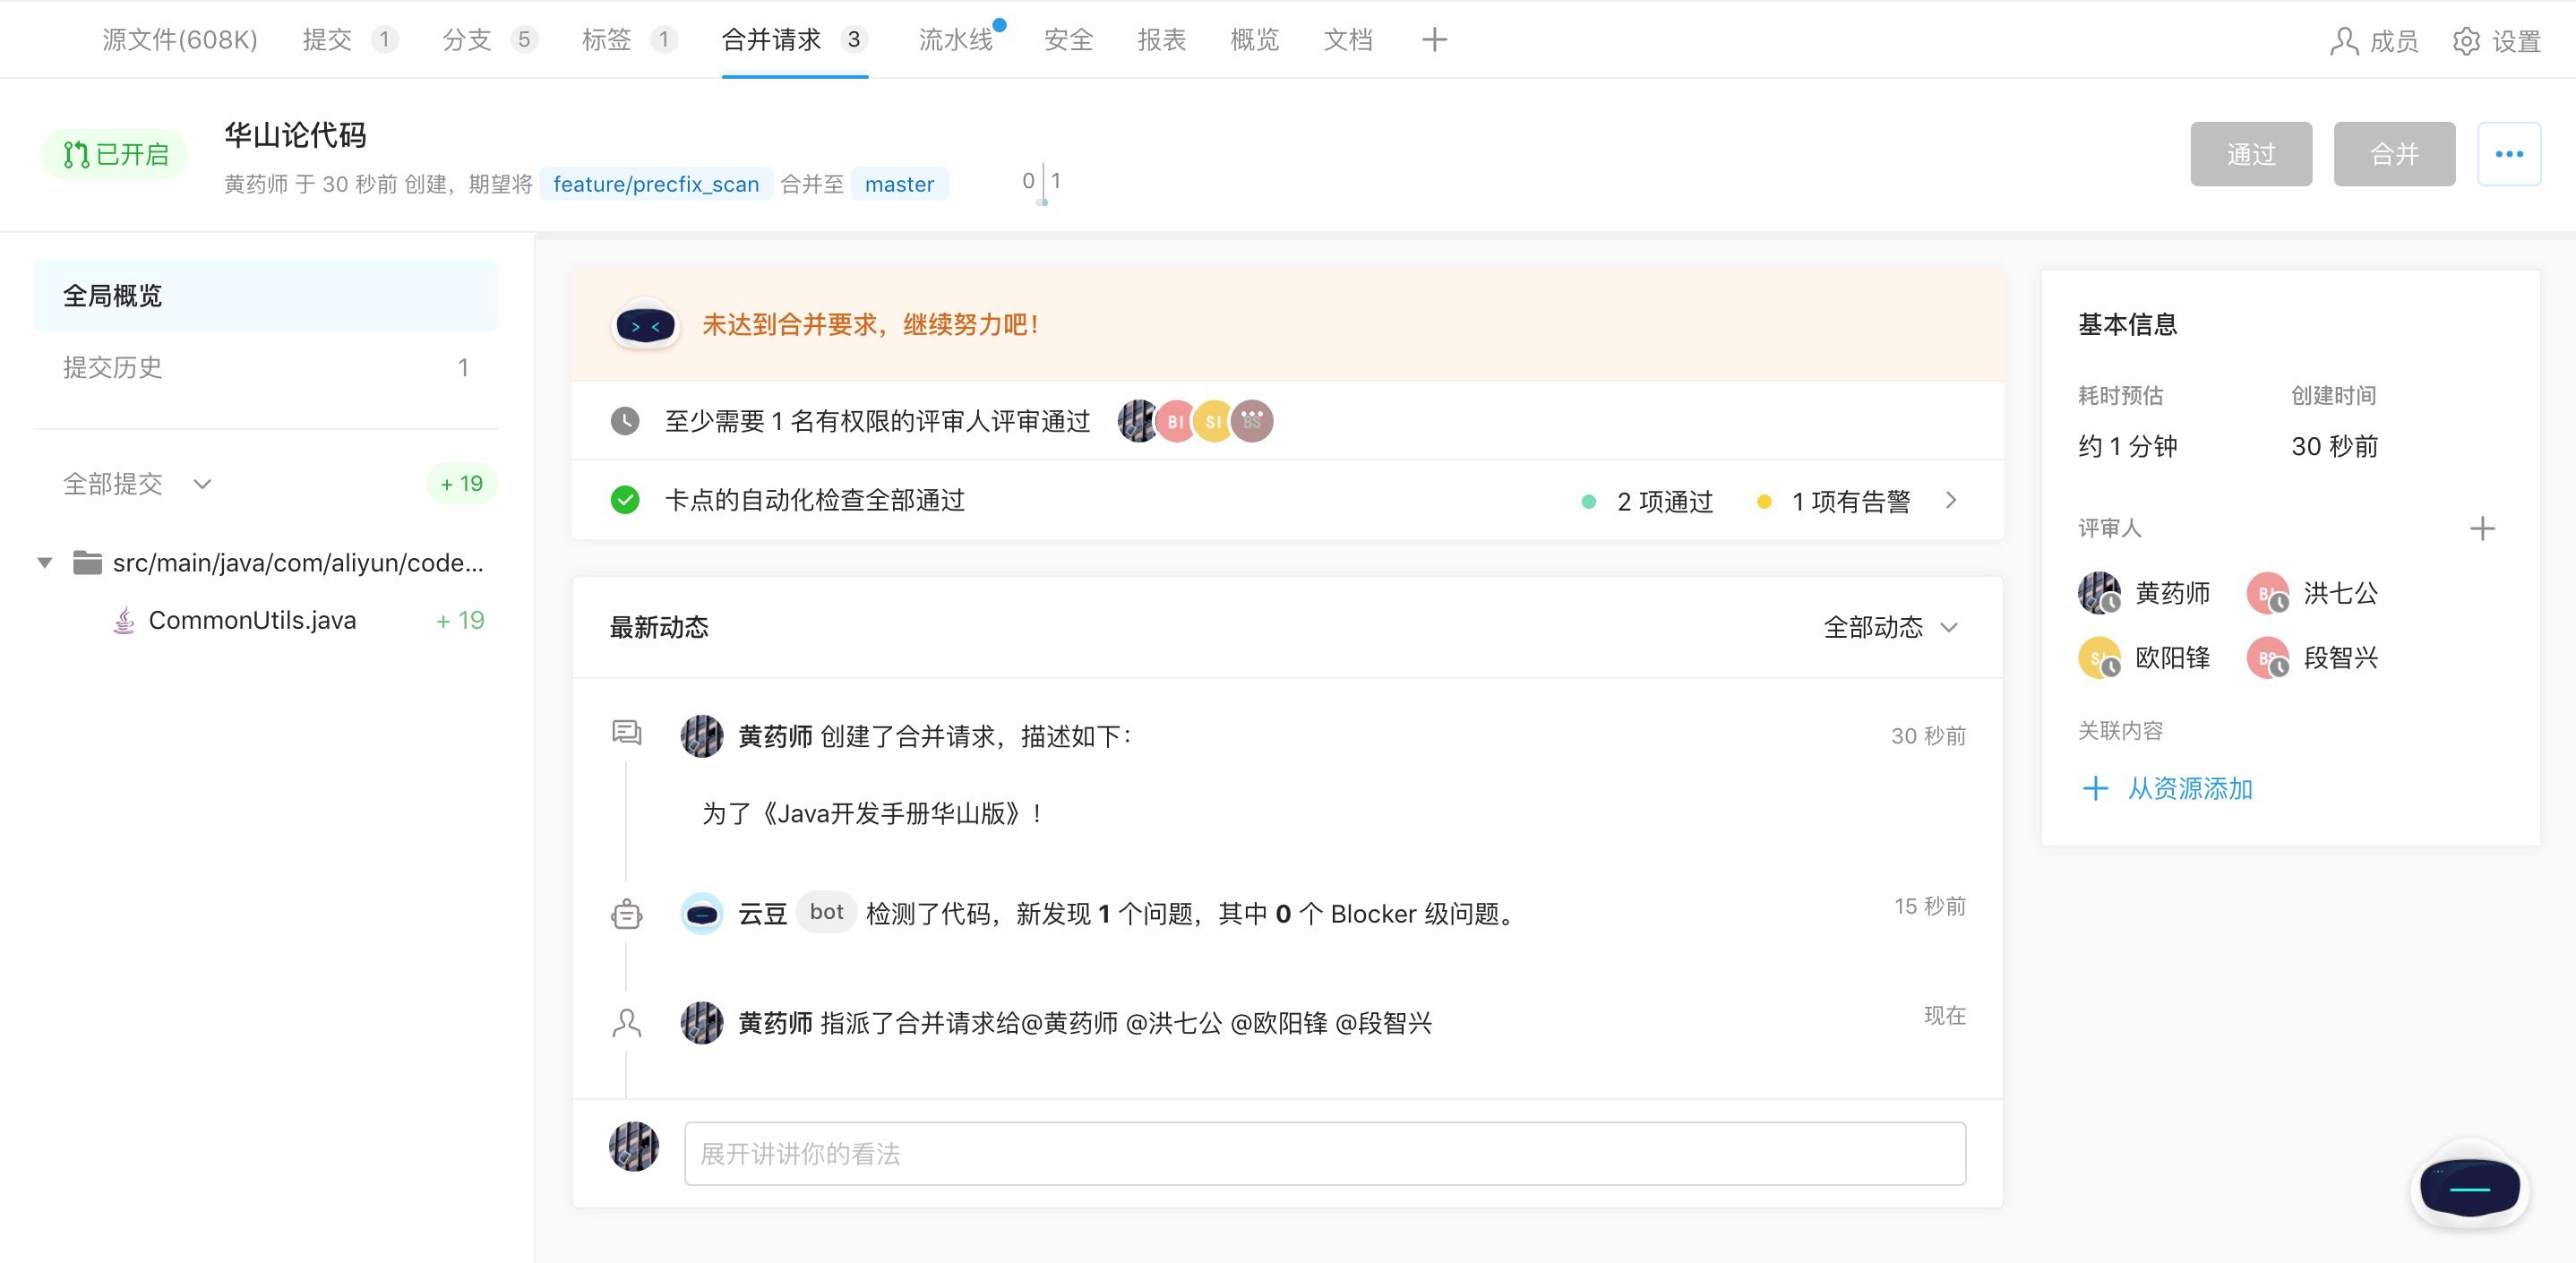 源文件(608K) 提交 1 分支 5 标签 1 合并请求 3 流水线 安全 报表 概览 文档 成员 设置
已开启
华山论代码
黄药师 于 30 秒前 创建，期望将 feature/precfix_scan 合并至 master 0 1
通过 合并
全局概览
提交历史 1
全部提交 + 19
src/main/java/com/aliyun/code...
CommonUtils.java + 19
未达到合并要求，继续努力吧！
至少需要 1 名有权限的评审人评审通过 BI SI BS
卡点的自动化检查全部通过 2 项通过 1 项有告警
最新动态 全部动态
黄药师 创建了合并请求，描述如下： 30 秒前
为了《Java开发手册华山版》！
云豆 bot 检测了代码，新发现 1 个问题，其中 0 个 Blocker 级问题。 15 秒前
黄药师 指派了合并请求给@黄药师 @洪七公 @欧阳锋 @段智兴 现在
展开讲讲你的看法
基本信息
耗时预估 创建时间
约 1 分钟 30 秒前
评审人
黄药师 洪七公
欧阳锋 段智兴
关联内容
从资源添加